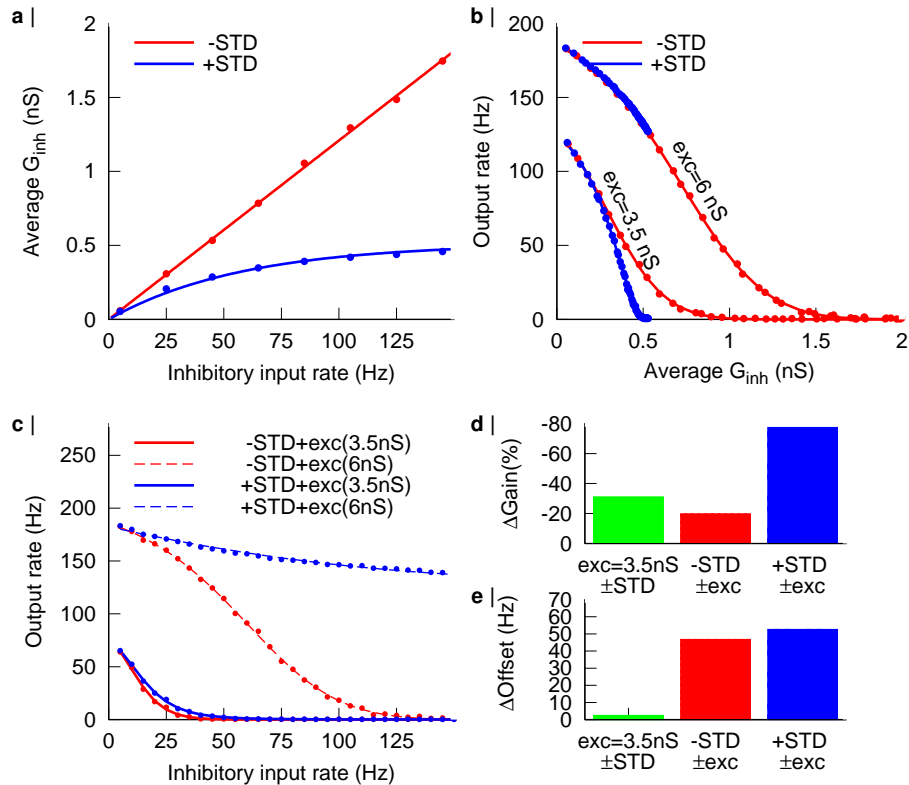 a |
2
1.5
1
0.5
0
Average G_inh (nS)
-STD
+STD
0
25
50
75
100
125
Inhibitory input rate (Hz)
b |
200
150
100
50
0
Output rate (Hz)
-STD
+STD
exc=6 nS
exc=3.5 nS
0
0.5
1
1.5
2
Average G_inh (nS)
c |
250
200
150
100
50
0
Output rate (Hz)
-STD+exc(3.5nS)
-STD+exc(6nS)
+STD+exc(3.5nS)
+STD+exc(6nS)
0
25
50
75
100
125
Inhibitory input rate (Hz)
d |
-80
-60
-40
-20
0
ΔGain(%)
exc=3.5nS
±STD
-STD
±exc
+STD
±exc
e |
70
60
50
40
30
20
10
0
ΔOffset (Hz)
exc=3.5nS
±STD
-STD
±exc
+STD
±exc